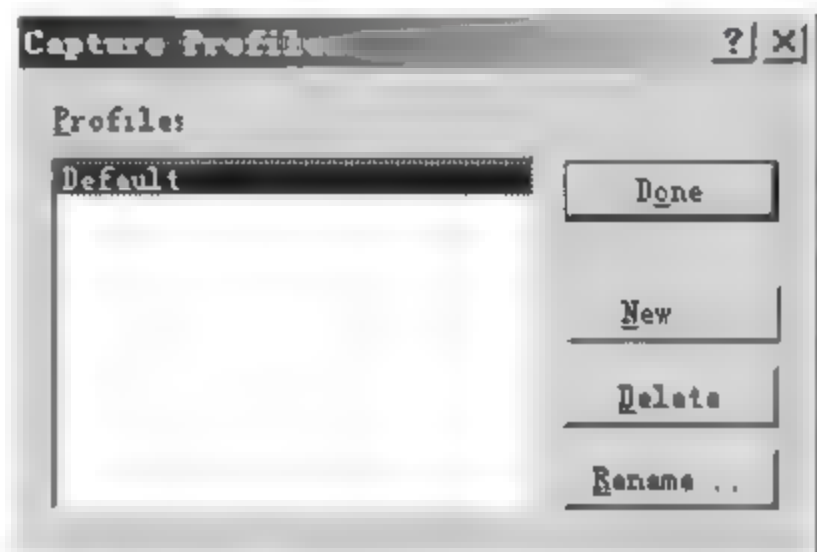 Capture Profiles
? ×
Profile:
Default
Done
New
Delete
Rename ..